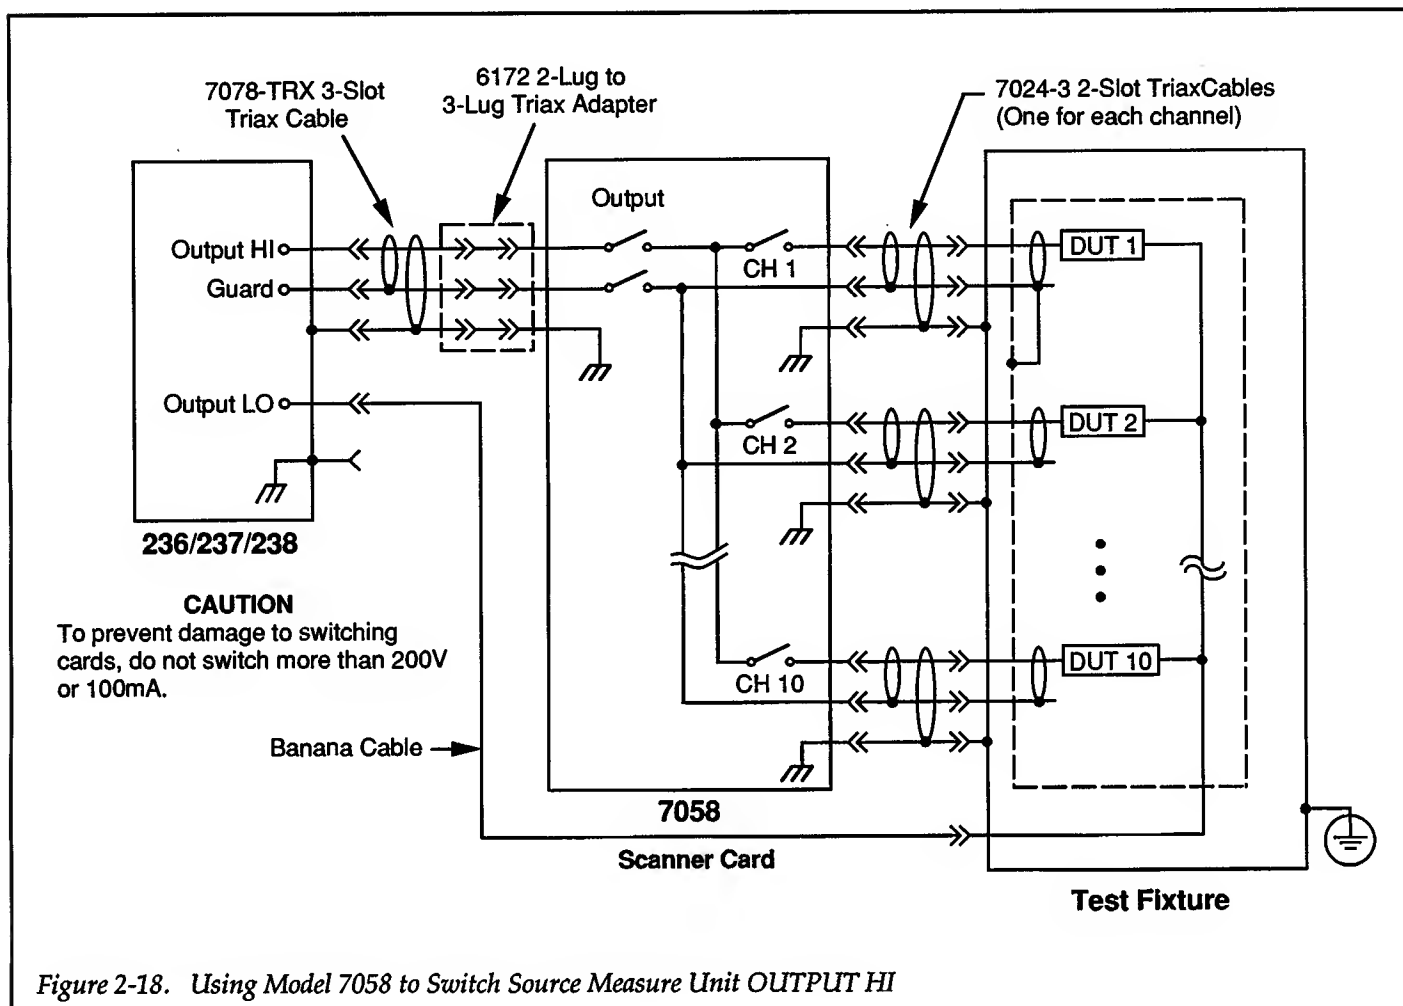 7078-TRX 3-Slot
Triax Cable
6172 2-Lug to
3-Lug Triax Adapter
7024-3 2-Slot TriaxCables
(One for each channel)
Output HI
Guard
Output LO
236/237/238
Output
CH 1
CH 2
CH 10
DUT 1
DUT 2
DUT 10
CAUTION
To prevent damage to switching
cards, do not switch more than 200V
or 100mA.
Banana Cable
7058
Scanner Card
Test Fixture
Figure 2-18. Using Model 7058 to Switch Source Measure Unit OUTPUT HI